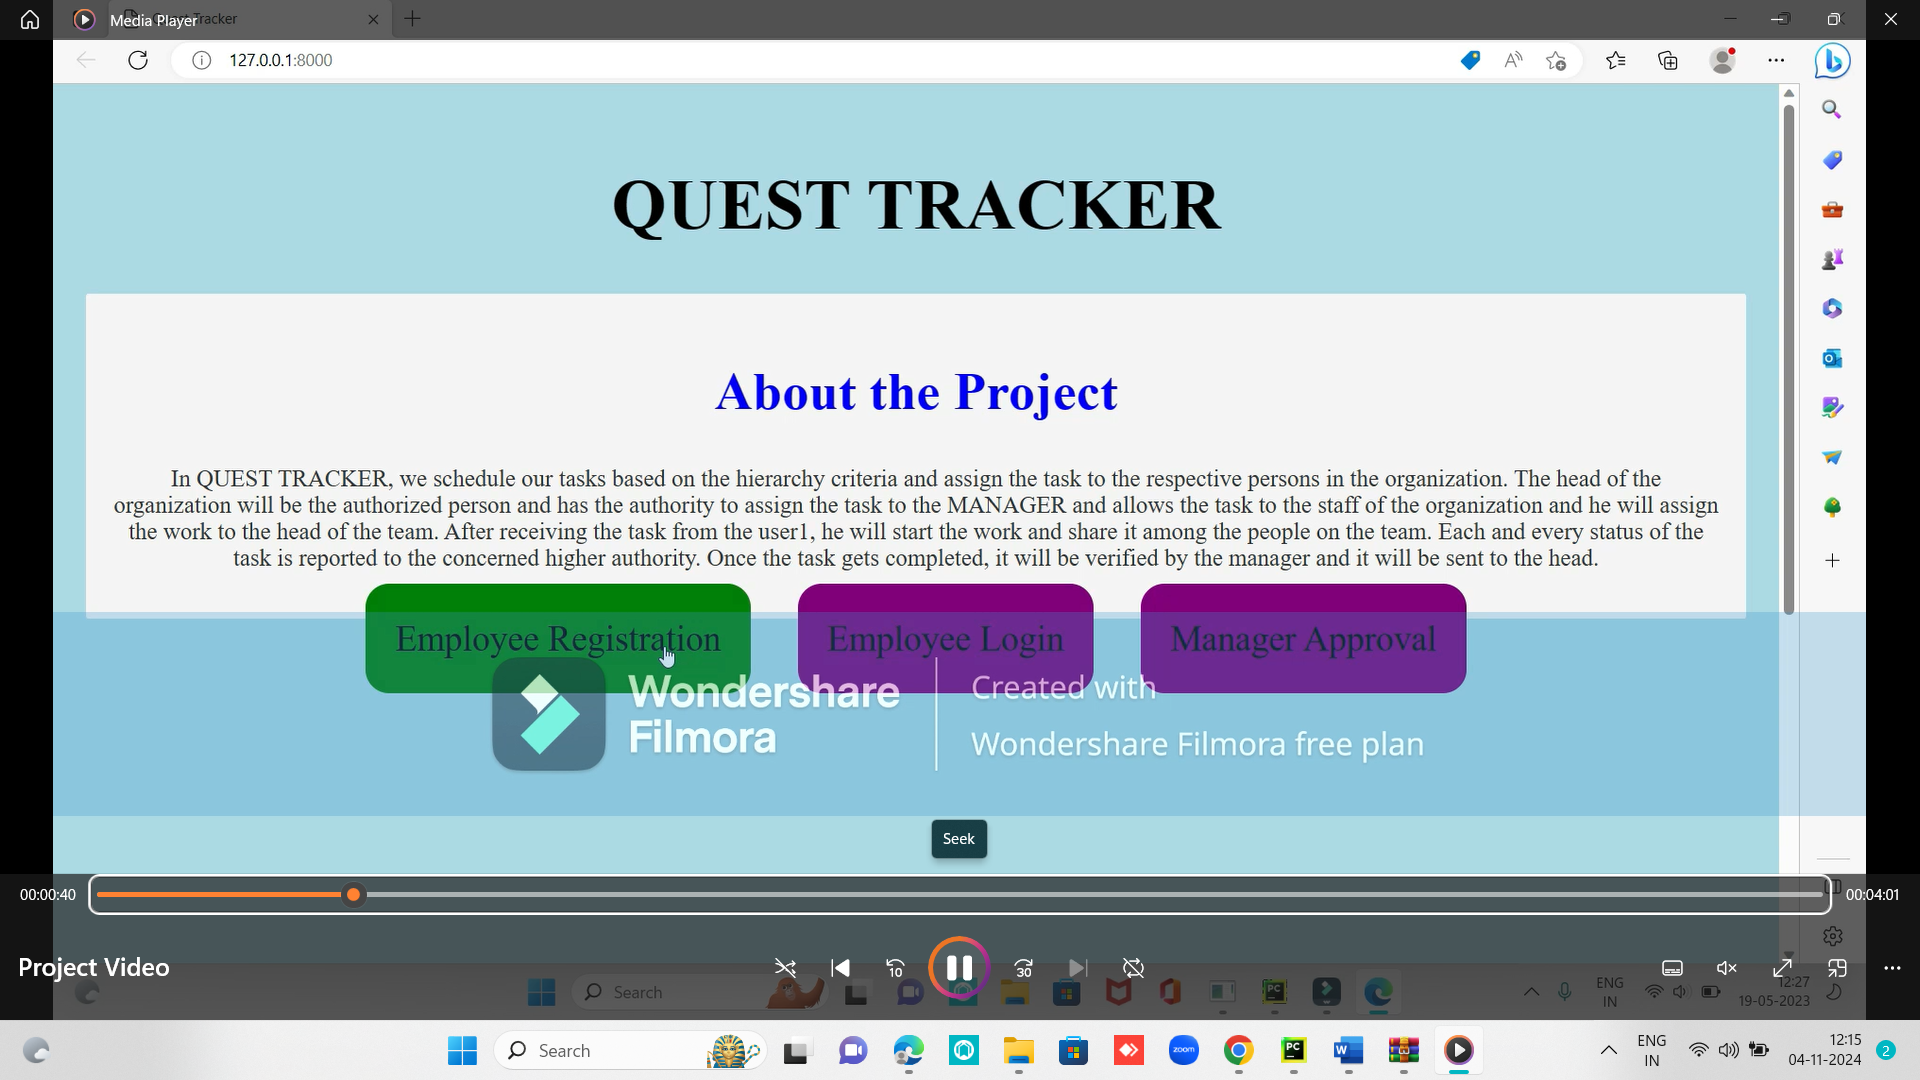 Media Player
Tracker
127.0.0.1:8000
QUEST TRACKER
About the Project
In QUEST TRACKER, we schedule our tasks based on the hierarchy criteria and assign the task to the respective persons in the organization. The head of the
organization will be the authorized person and has the authority to assign the task to the MANAGER and allows the task to the staff of the organization and he will assign
the work to the head of the team. After receiving the task from the user1, he will start the work and share it among the people on the team. Each and every status of the
task is reported to the concerned higher authority. Once the task gets completed, it will be verified by the manager and it will be sent to the head.
Employee Registration
Employee Login
Manager Approval
Wondershare
Filmora
Created with
Wondershare Filmora free plan
Seek
00:00:40
00:04:01
Project Video
10
30
Search
ENG
IN
12:27
19-05-2023
Search
zoom
PC
W
ENG
IN
12:15
04-11-2024
2